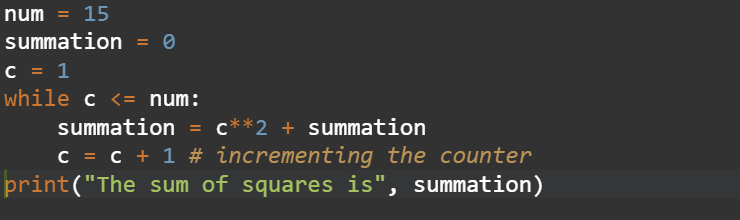 num = 15
summation = 0
c = 1
while c <= num:
    summation = c**2 + summation
    c = c + 1 # incrementing the counter
print("The sum of squares is", summation)